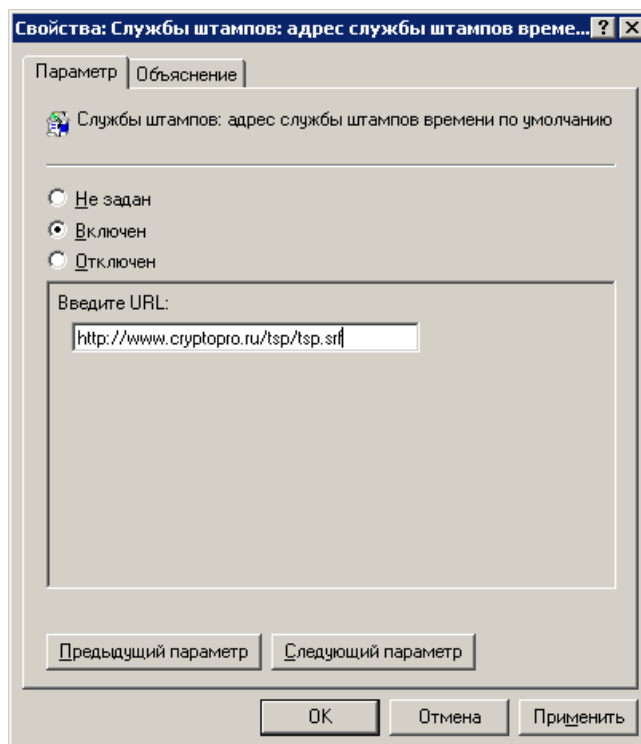 Свойства: Службы штампов: адрес службы штампов време... ? X
Параметр
Объяснение
Службы штампов: адрес службы штампов времени по умолчанию
Не задан
Включен
Отключен
Введите URL:
http://www.cryptopro.ru/tsp/tsp.srf
Предыдущий параметр
Следующий параметр
OK
Отмена
Применить